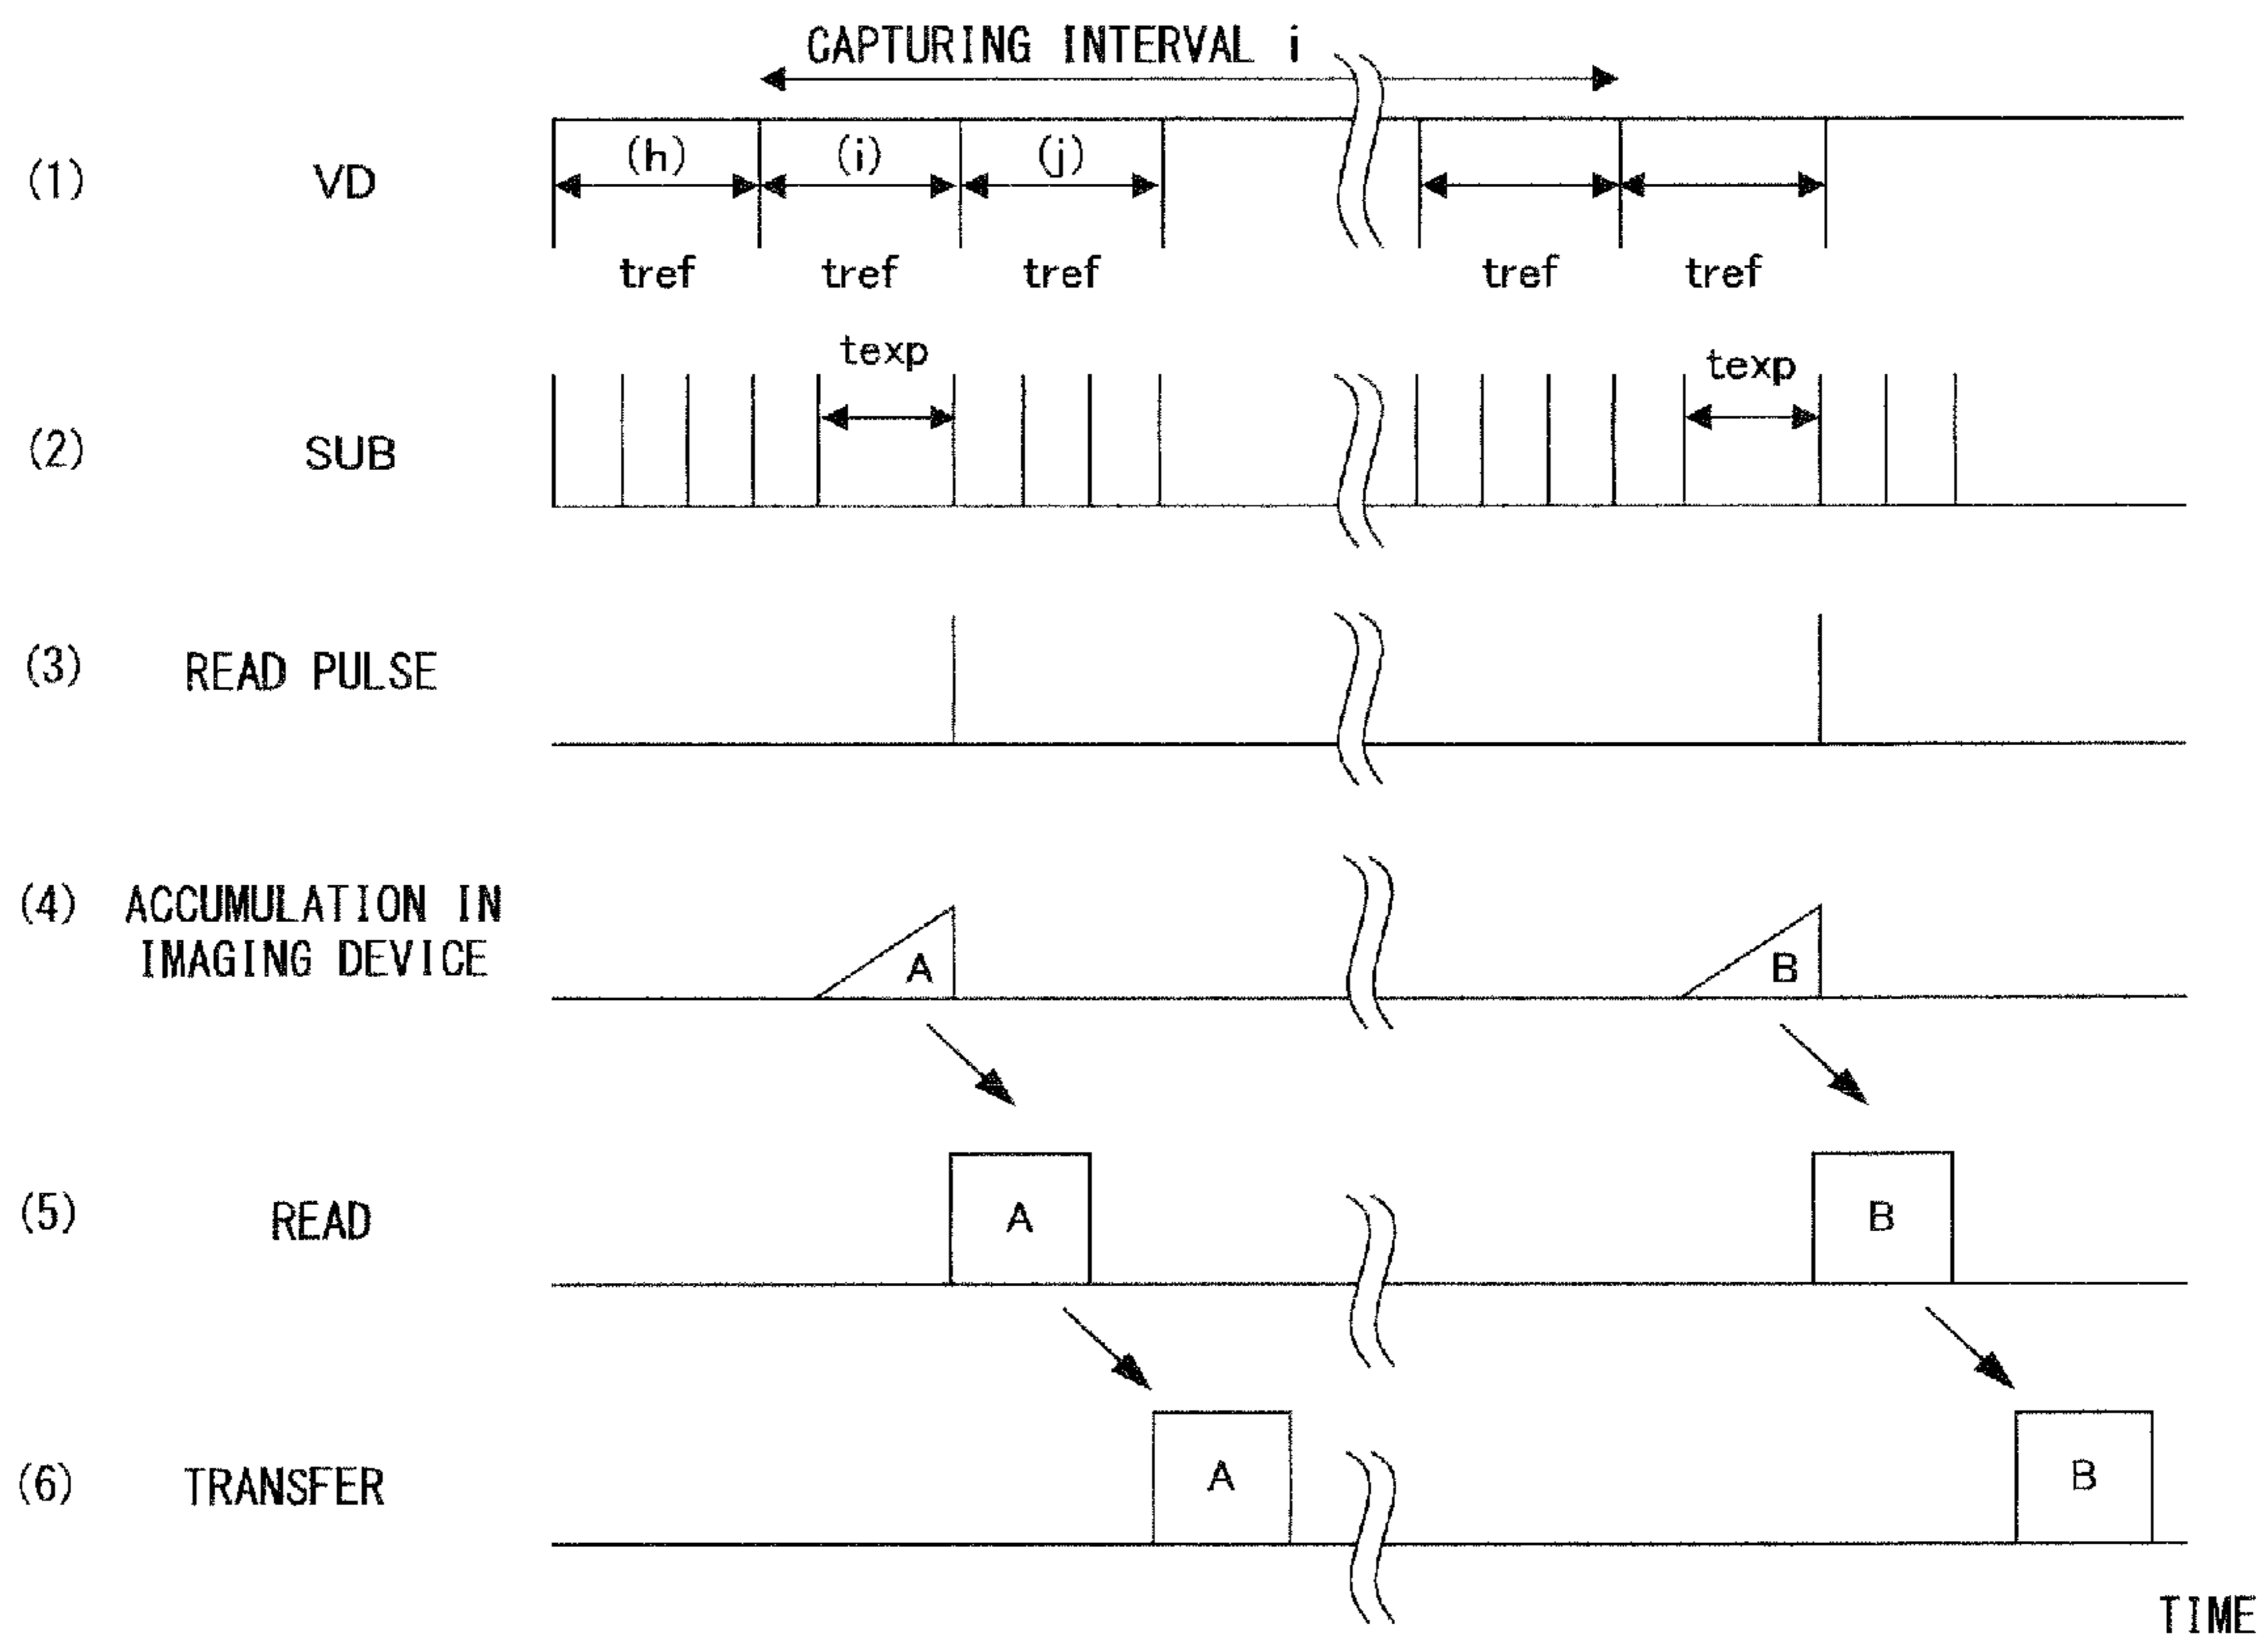 CAPTURING INTERVAL i
(1) VD (h) (i) (j)
tref tref tref tref tref
texp texp
(2) SUB
(3) READ PULSE
(4) ACCUMULATION IN
IMAGING DEVICE
A B
(5) READ A B
(6) TRANSFER A B
TIME